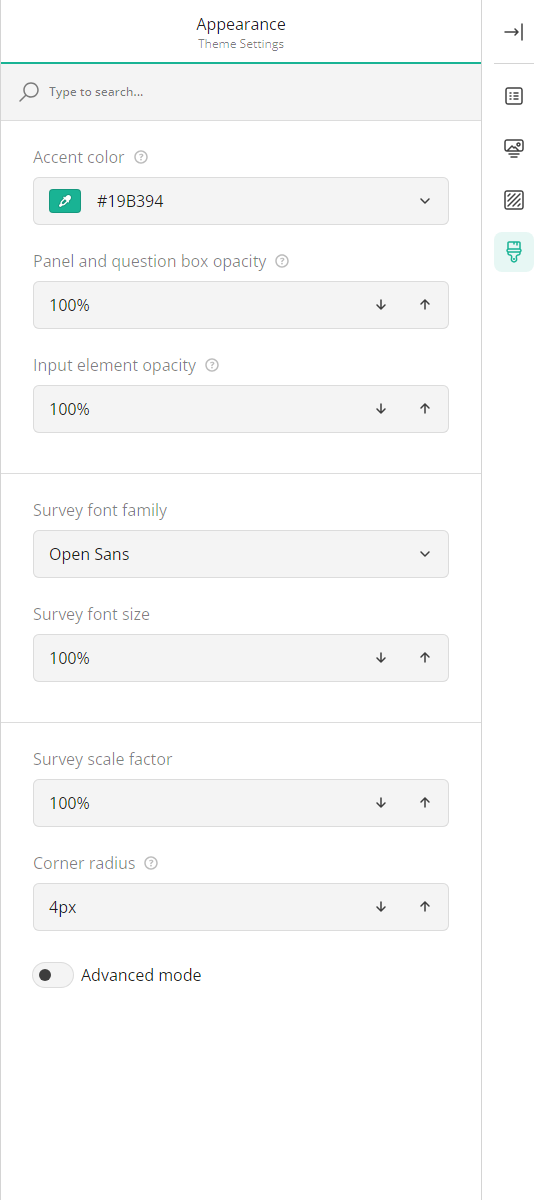 Appearance
Theme Settings
Type to search...
Accent color
#19B394
Panel and question box opacity
100%
Input element opacity
100%
Survey font family
Open Sans
Survey font size
100%
Survey scale factor
100%
Corner radius
4px
Advanced mode